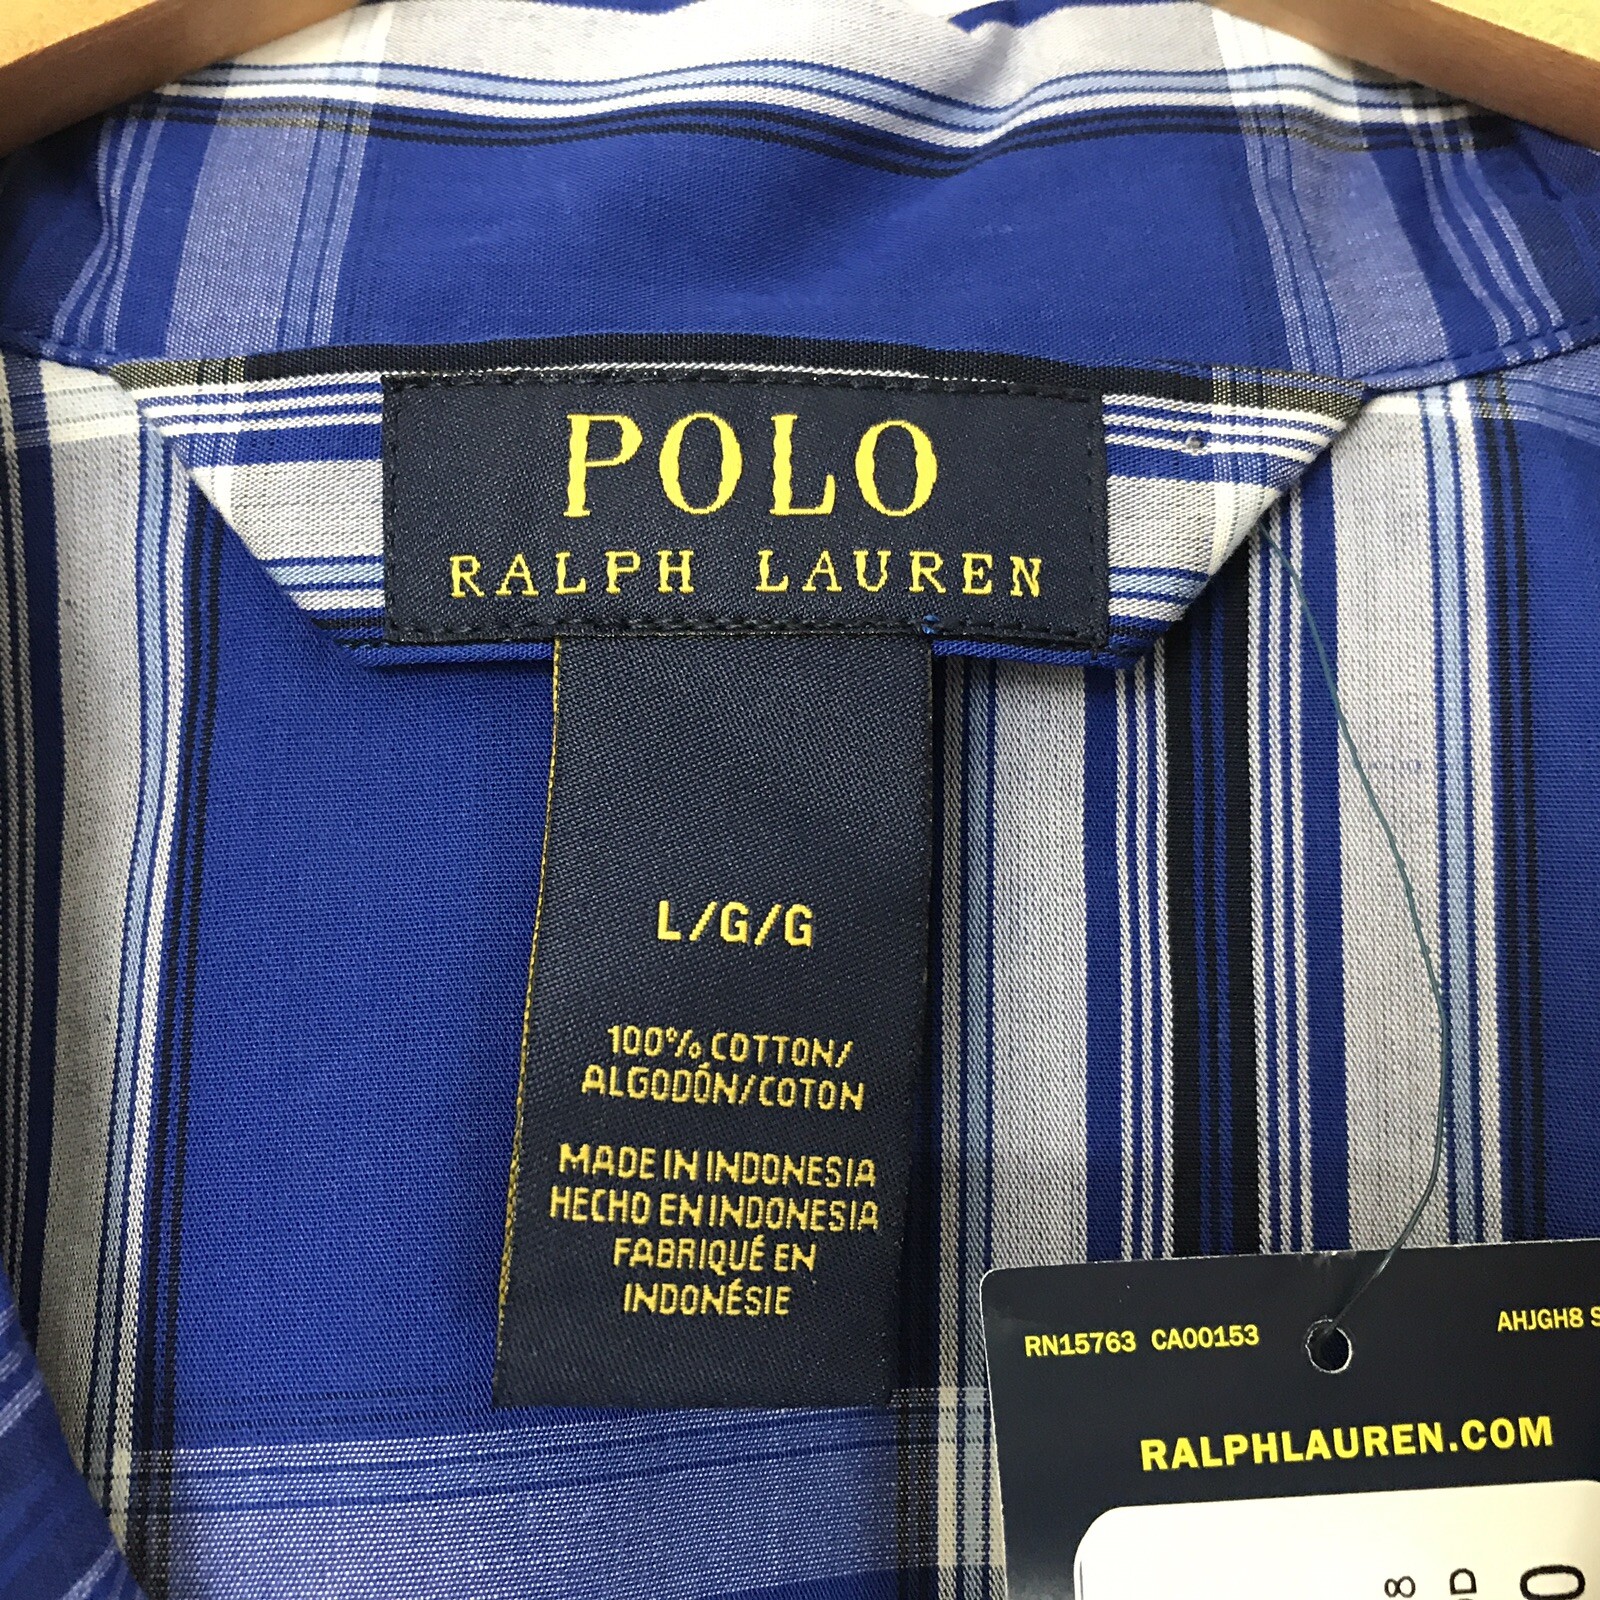 POLO
RALPH LAUREN
L/G/G
100% COTTON/
ALGODÓN/COTON
MADE IN INDONESIA
HECHO EN INDONESIA
FABRIQUÉ EN
INDONÉSIE
RN15763 CA00153
AHJGH8
RALPHLAUREN.COM